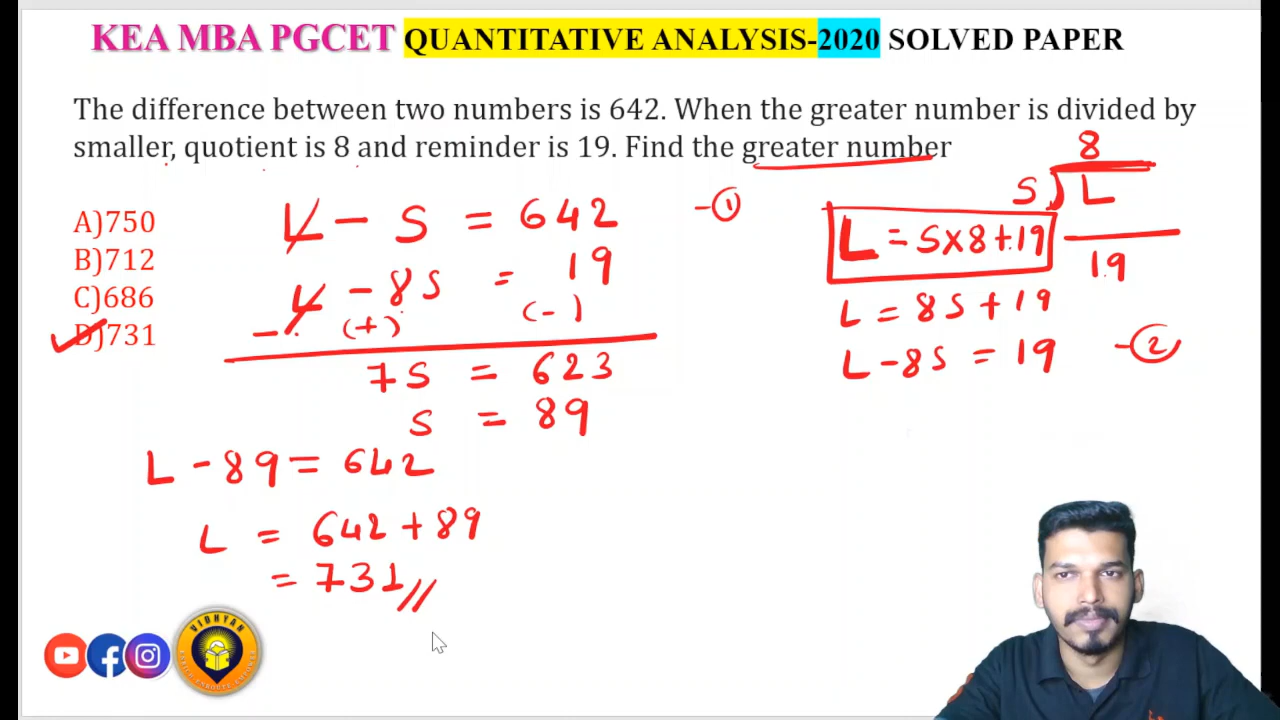 KEA MBA PGCET QUANTITATIVE ANALYSIS-2020 SOLVED PAPER
The difference between two numbers is 642. When the greater number is divided by
smaller, quotient is 8 and reminder is 19. Find the greater number
A)750
B)712
C)686
D)731
L - S = 642 -①
L - 8S = 19
- (+) (-)
7S = 623
S = 89
L - 89 = 642
L = 642 + 89
= 731//
8
S) L
L = S×8+19
19
L = 8S + 19
L - 8S = 19 -②
VIDHYAN